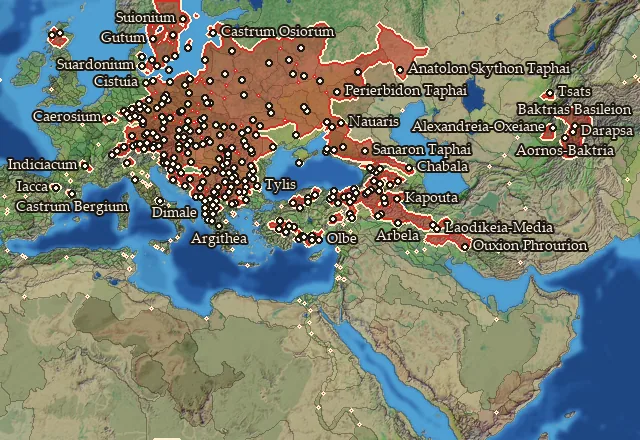 Suionium
Gutum
Castrum Osiorum
Suardonium
Cistuia
Anatolon Skython Taphai
Perierbidon Taphai
Tsats
Baktrias Basileion
Caerosium
Nauaris
Alexandreia-Oxeiane
Darapsa
Sanaron Taphai
Aornos-Baktria
Indiciacum
Chabala
Iacca
Tylis
Castrum Bergium
Kapouta
Dimale
Laodikeia-Media
Argithea
Olbe
Arbela
Ouxion Phrourion